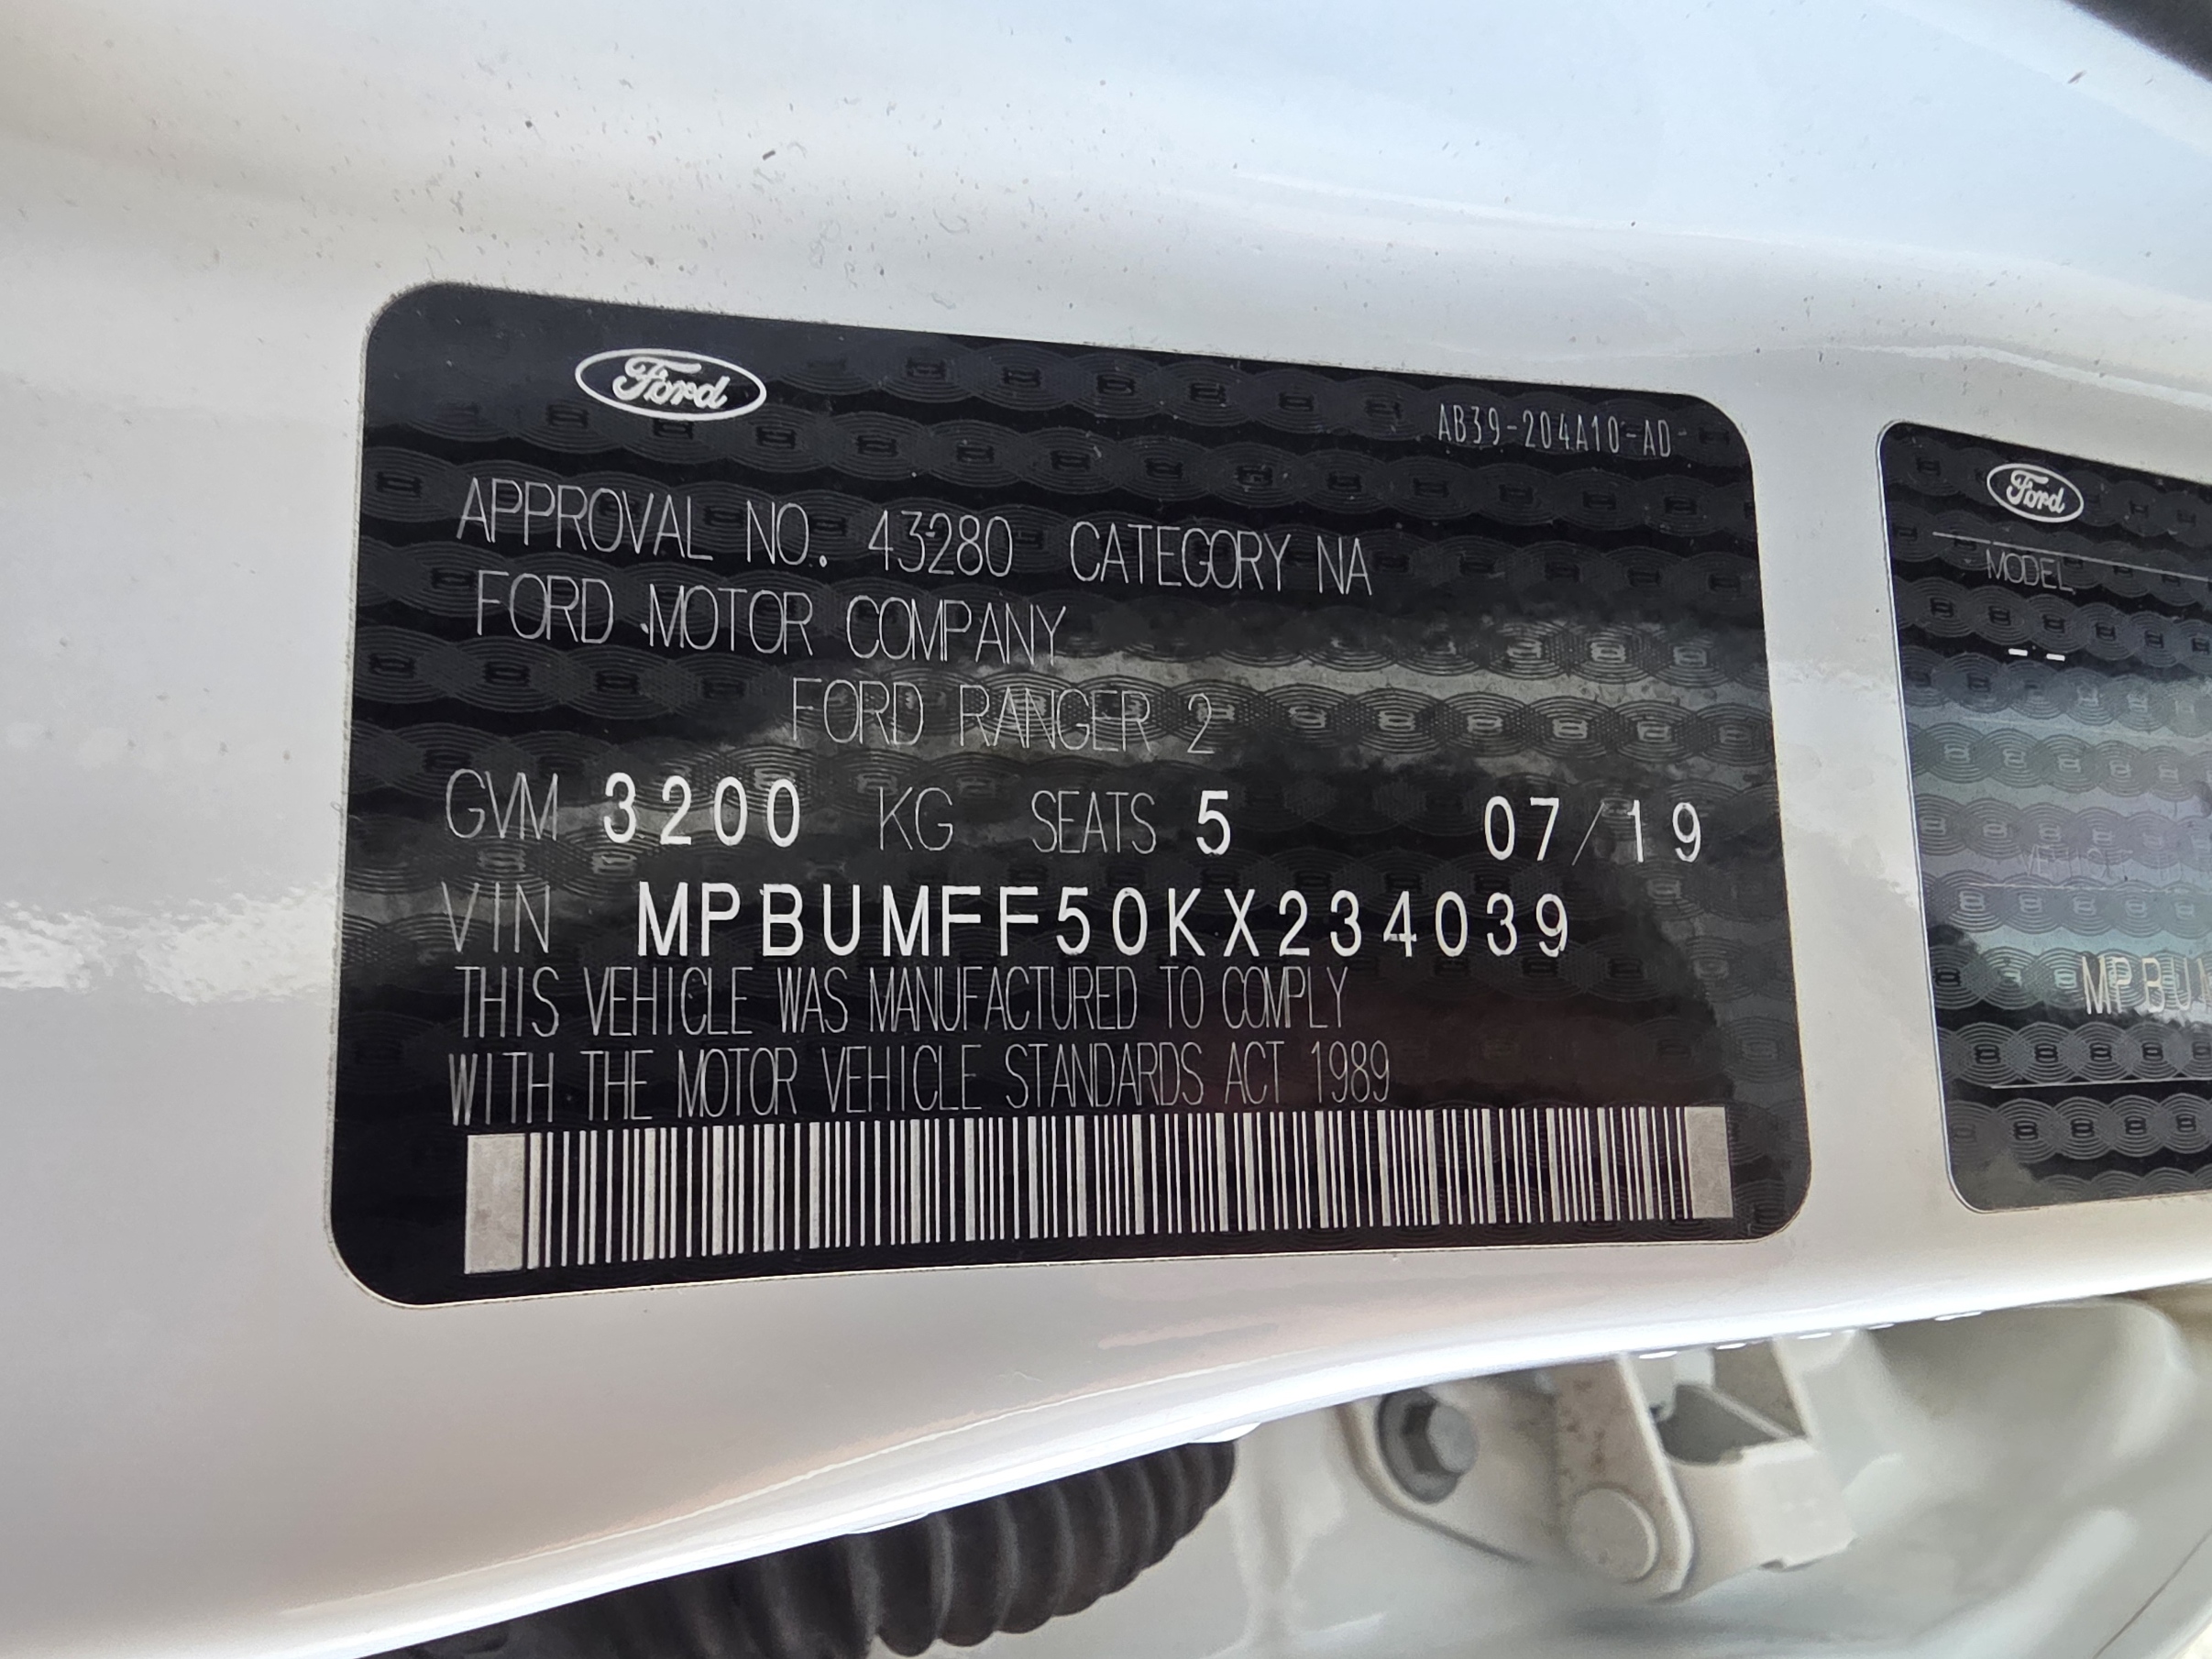 Ford
AB39-204A10-AD
APPROVAL NO. 43280 CATEGORY NA
FORD MOTOR COMPANY
FORD RANGER 2
GVM 3200 KG SEATS 5 07/19
VIN MPBUMFF50KX234039
THIS VEHICLE WAS MANUFACTURED TO COMPLY
WITH THE MOTOR VEHICLE STANDARDS ACT 1989
Ford
MODEL
--
MPBU